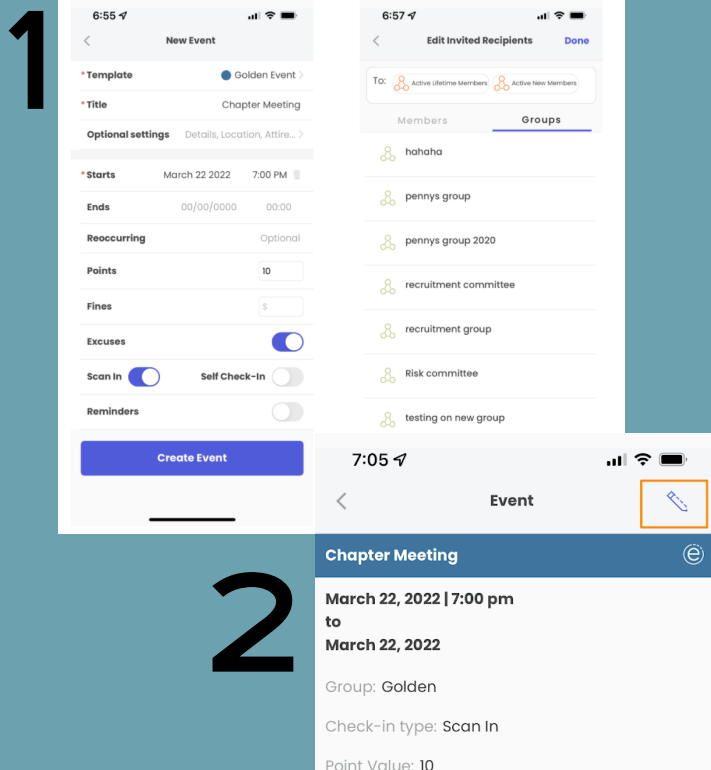 1
6:55
New Event
* Template Golden Event
* Title Chapter Meeting
Optional settings Details, Location, Attire...
* Starts March 22 2022 7:00 PM
Ends 00/00/0000 00:00
Reoccurring Optional
Points 10
Fines $
Excuses
Scan In Self Check-In
Reminders
Create Event
6:57
Edit Invited Recipients Done
To: Active Lifetime Members Active New Members
Members Groups
hahaha
pennys group
pennys group 2020
recruitment committee
recruitment group
Risk committee
testing on new group
2
7:05
Event
Chapter Meeting e
March 22, 2022 | 7:00 pm
to
March 22, 2022
Group: Golden
Check-in type: Scan In
Point Value: 10